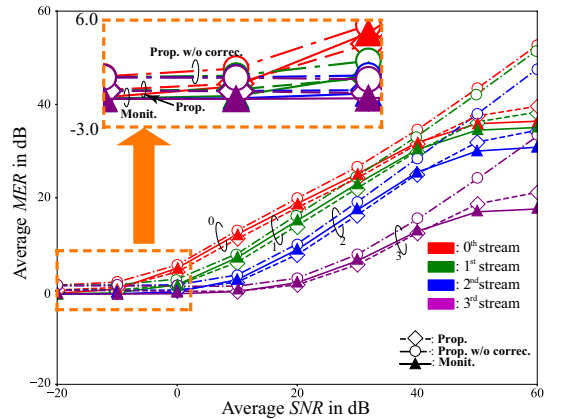 60
6.0
Prop. w/o correc.
Prop.
Monit.
-3.0
40
20
0
-20
Average MER in dB
0
1
2
3
: 0th stream
: 1st stream
: 2nd stream
: 3rd stream
: Prop.
: Prop. w/o correc.
: Monit.
-20
0
20
40
60
Average SNR in dB